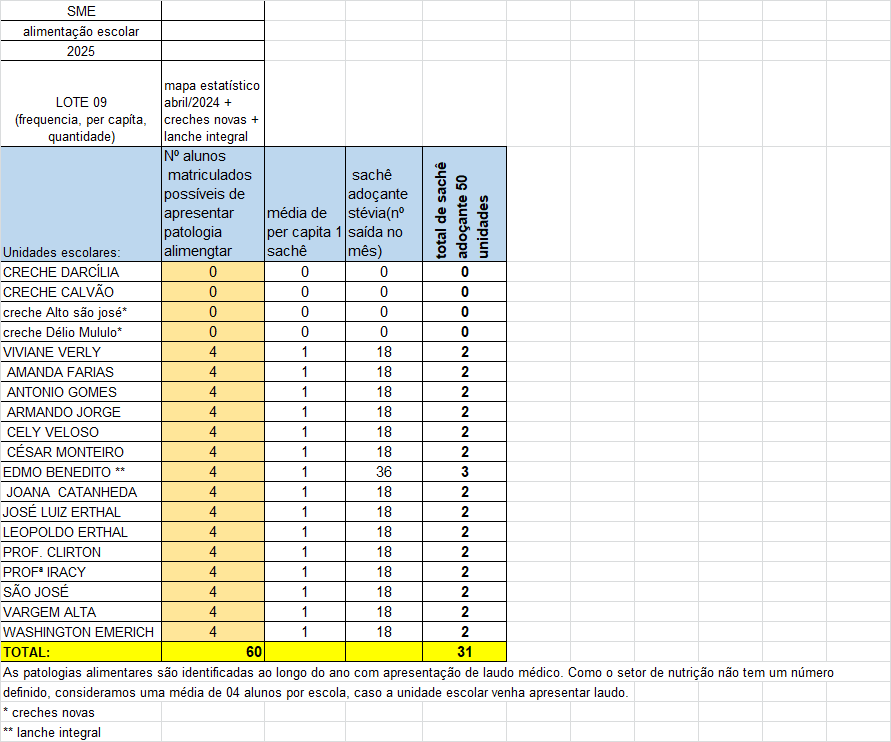 SME
alimentação escolar
2025
LOTE 09
(frequencia, per capíta,
quantidade)
mapa estatístico
abril/2024 +
creches novas +
lanche integral
Unidades escolares:
Nº alunos
matriculados
possíveis de
apresentar
patologia
alimengtar
média de
per capita 1
sachê
sachê
adoçante
stévia(nº
saída no
mês)
total de sachê
adoçante 50
unidades
CRECHE DARCÍLIA 0 0 0 0
CRECHE CALVÃO 0 0 0 0
creche Alto são josé* 0 0 0 0
creche Délio Mululo* 0 0 0 0
VIVIANE VERLY 4 1 18 2
AMANDA FARIAS 4 1 18 2
ANTONIO GOMES 4 1 18 2
ARMANDO JORGE 4 1 18 2
CELY VELOSO 4 1 18 2
CÉSAR MONTEIRO 4 1 18 2
EDMO BENEDITO ** 4 1 36 3
JOANA CATANHEDA 4 1 18 2
JOSÉ LUIZ ERTHAL 4 1 18 2
LEOPOLDO ERTHAL 4 1 18 2
PROF. CLIRTON 4 1 18 2
PROFª IRACY 4 1 18 2
SÃO JOSÉ 4 1 18 2
VARGEM ALTA 4 1 18 2
WASHINGTON EMERICH 4 1 18 2
TOTAL: 60 31
As patologias alimentares são identificadas ao longo do ano com apresentação de laudo médico. Como o setor de nutrição não tem um número
definido, consideramos uma média de 04 alunos por escola, caso a unidade escolar venha apresentar laudo.
* creches novas
** lanche integral